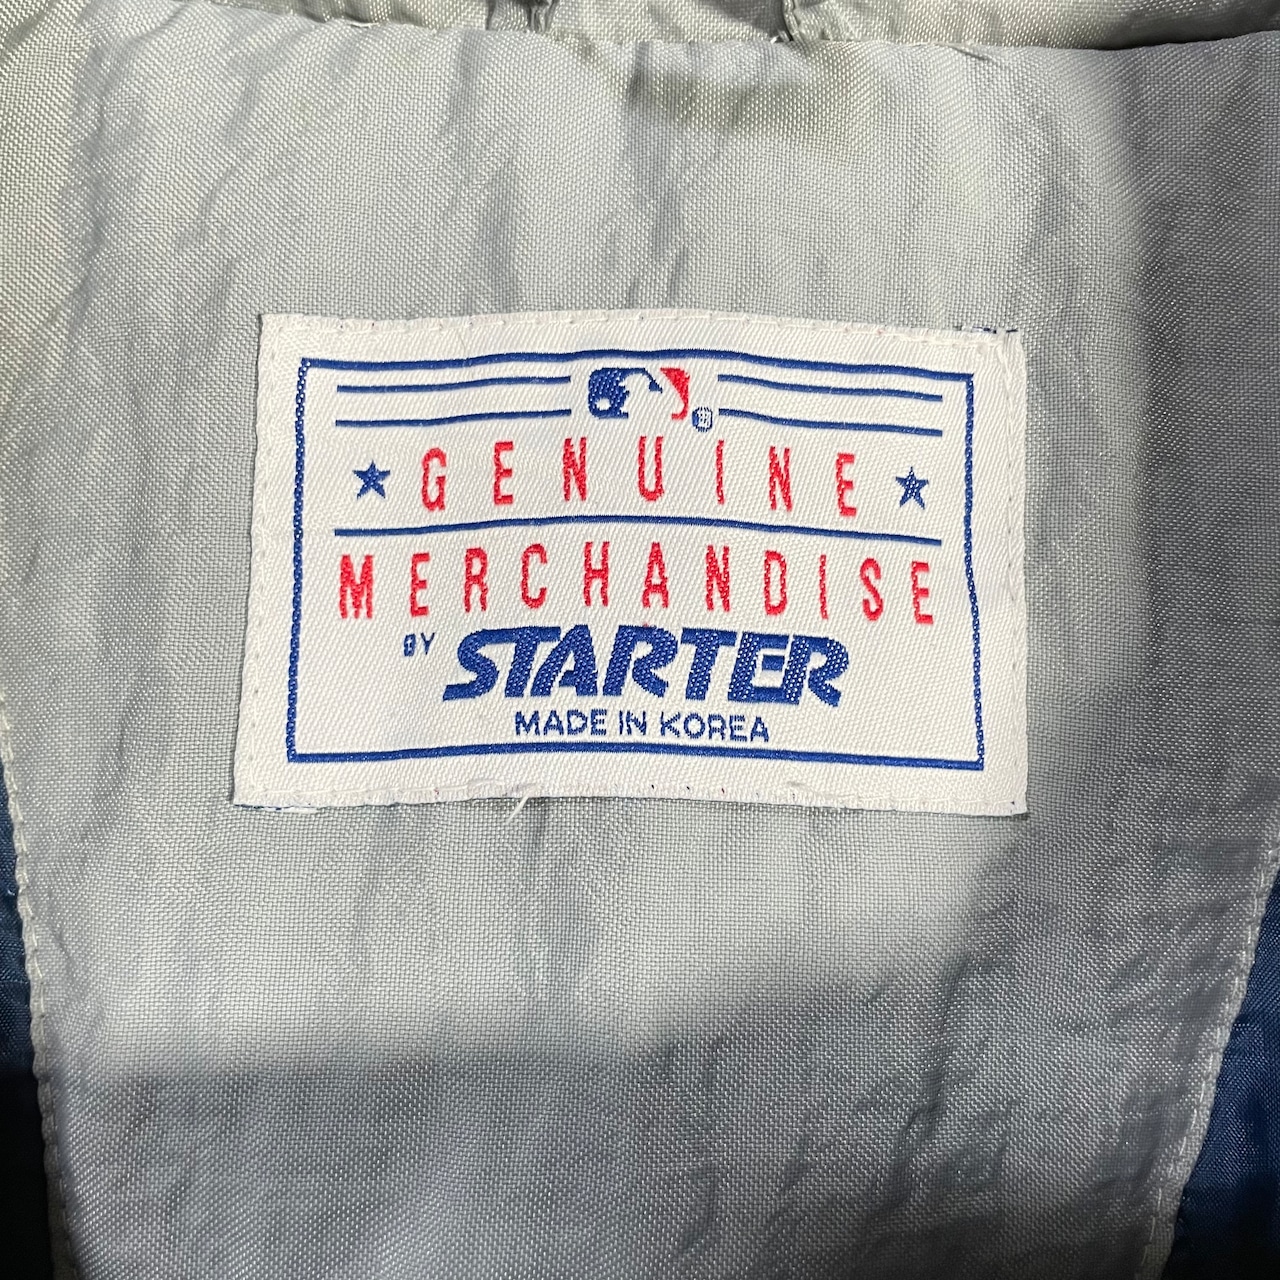 GENUINE
MERCHANDISE
BY STARTER
MADE IN KOREA